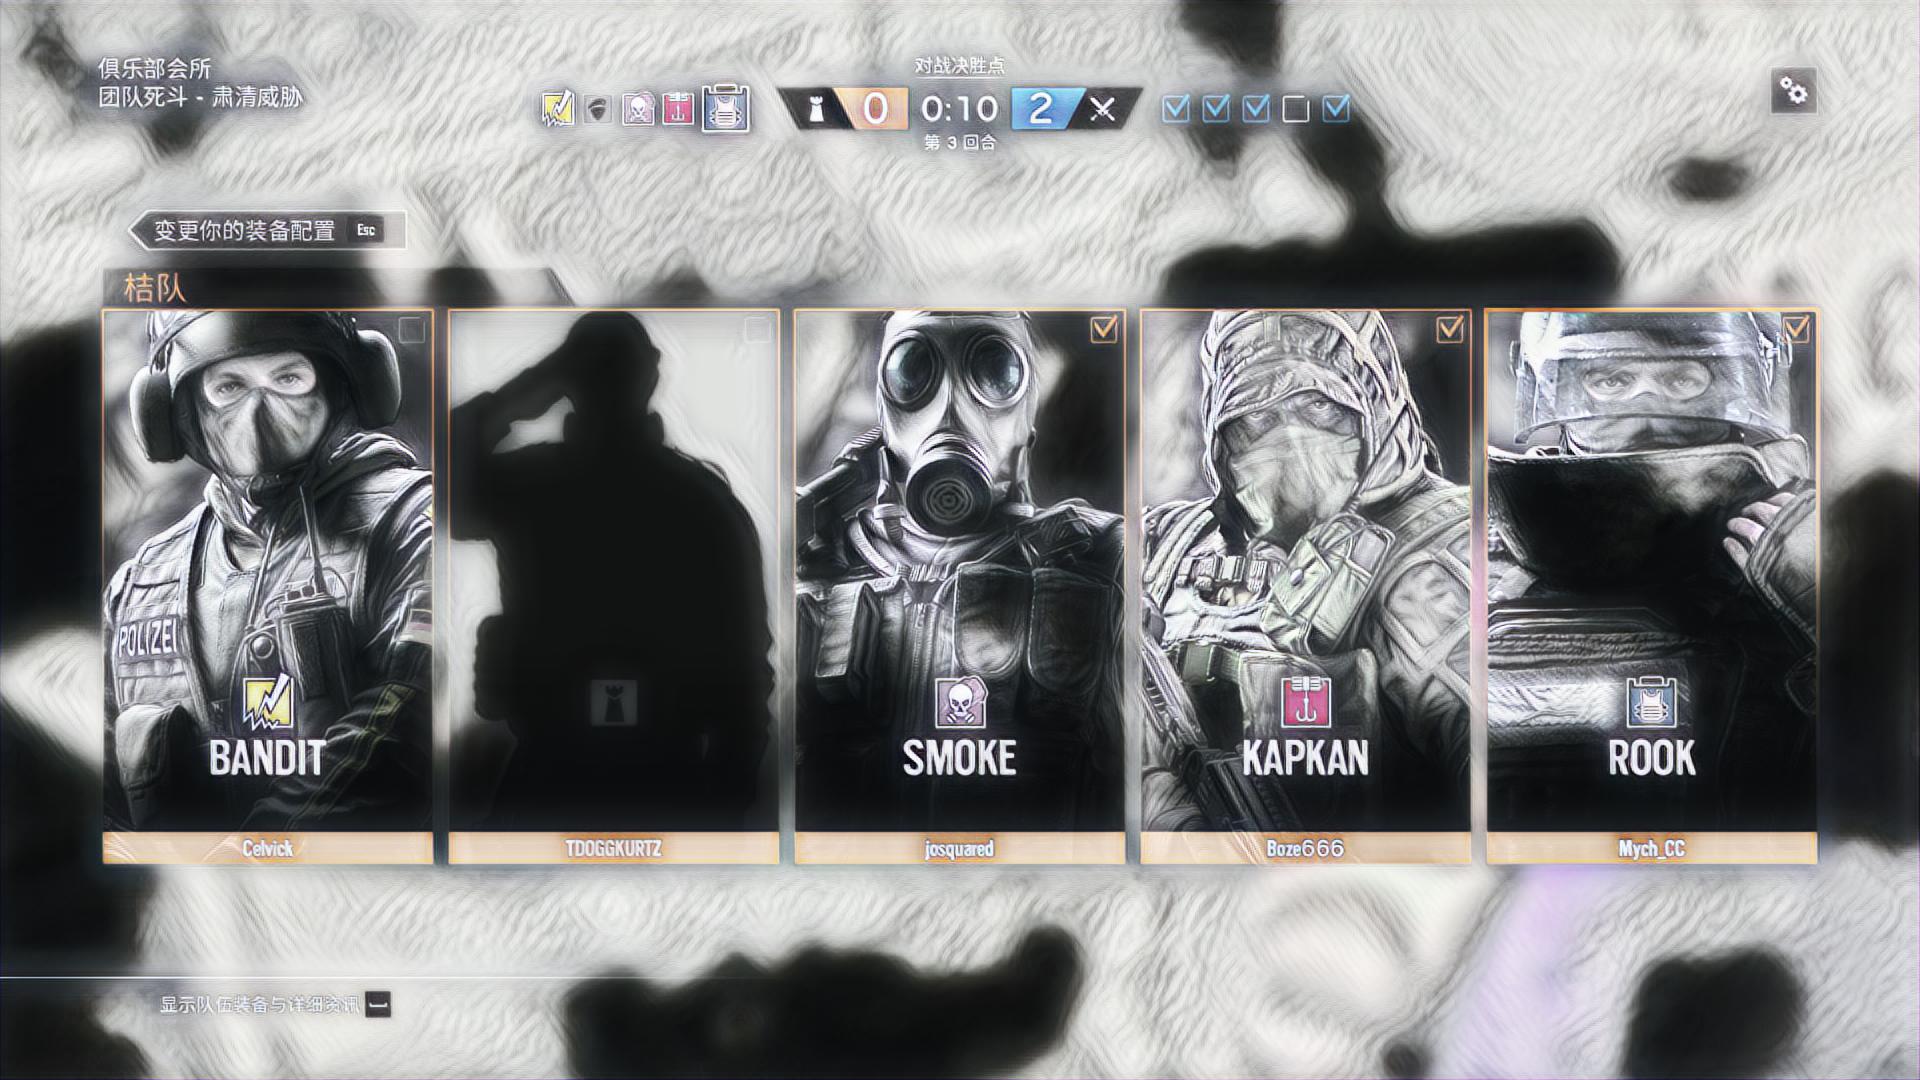 俱乐部会所
团队死斗 - 肃清威胁
对战决胜点
0 0:10 2
第 3 回合
变更你的装备配置 Esc
桔队
POLIZEI
BANDIT
SMOKE
KAPKAN
ROOK
Celvick
TDOGGKURTZ
josquared
Boze666
Mych_CC
显示队伍装备与详细资讯